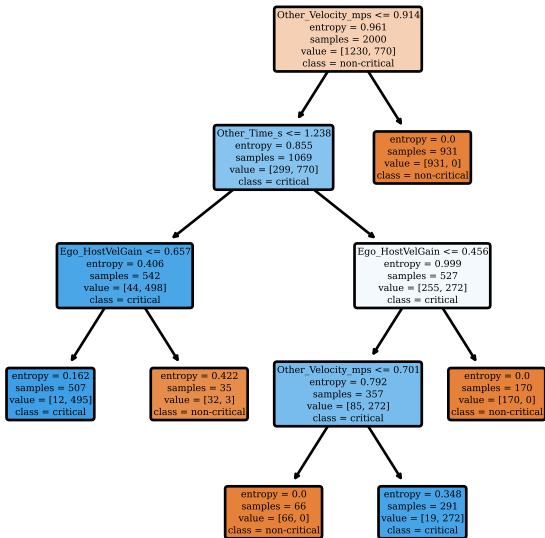 Other_Velocity_mps <= 0.914
entropy = 0.961
samples = 2000
value = [1230, 770]
class = non-critical
Other_Time_s <= 1.238
entropy = 0.855
samples = 1069
value = [299, 770]
class = critical
entropy = 0.0
samples = 931
value = [931, 0]
class = non-critical
Ego_HostVelGain <= 0.657
entropy = 0.406
samples = 542
value = [44, 498]
class = critical
Ego_HostVelGain <= 0.456
entropy = 0.999
samples = 527
value = [255, 272]
class = critical
entropy = 0.162
samples = 507
value = [12, 495]
class = critical
entropy = 0.422
samples = 35
value = [32, 3]
class = non-critical
Other_Velocity_mps <= 0.701
entropy = 0.792
samples = 357
value = [85, 272]
class = critical
entropy = 0.0
samples = 170
value = [170, 0]
class = non-critical
entropy = 0.0
samples = 66
value = [66, 0]
class = non-critical
entropy = 0.348
samples = 291
value = [19, 272]
class = critical